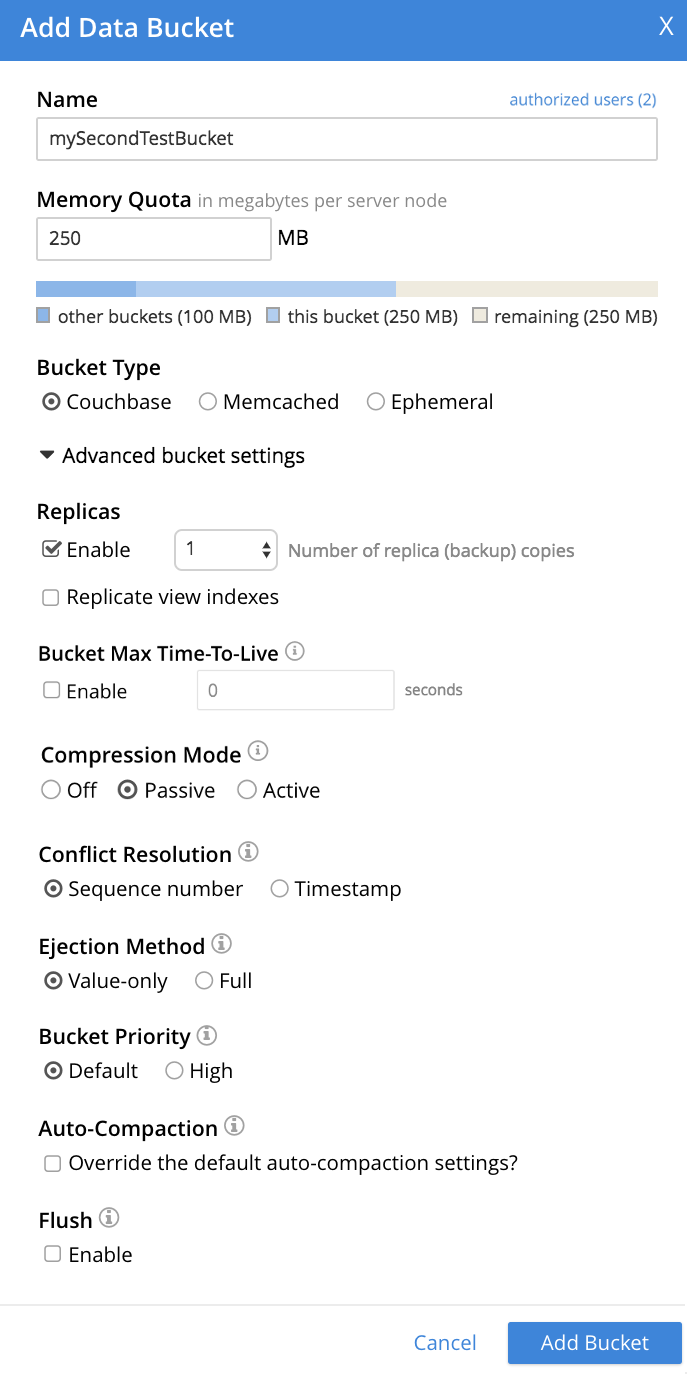 Add Data Bucket X
Name authorized users (2)
mySecondTestBucket
Memory Quota in megabytes per server node
250 MB
other buckets (100 MB) this bucket (250 MB) remaining (250 MB)
Bucket Type
Couchbase Memcached Ephemeral
Advanced bucket settings
Replicas
Enable 1 Number of replica (backup) copies
Replicate view indexes
Bucket Max Time-To-Live
Enable 0 seconds
Compression Mode
Off Passive Active
Conflict Resolution
Sequence number Timestamp
Ejection Method
Value-only Full
Bucket Priority
Default High
Auto-Compaction
Override the default auto-compaction settings?
Flush
Enable
Cancel Add Bucket